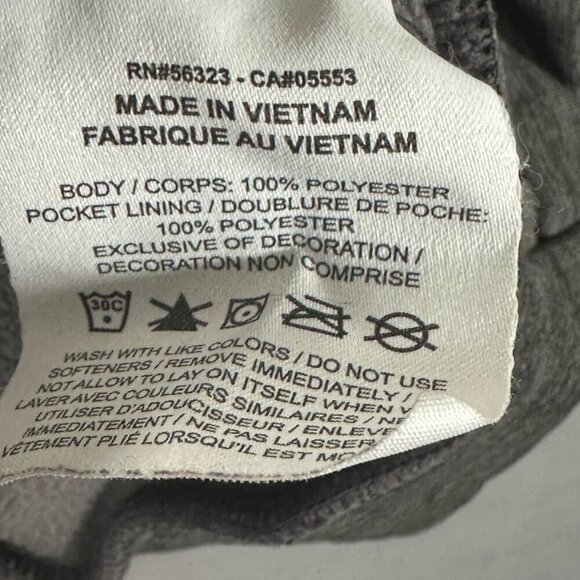 RN#56323 - CA#05553
MADE IN VIETNAM
FABRIQUE AU VIETNAM
BODY / CORPS: 100% POLYESTER
POCKET LINING / DOUBLURE DE POCHE:
100% POLYESTER
EXCLUSIVE OF DECORATION /
DECORATION NON COMPRISE
30C
WASH WITH LIKE COLORS / DO NOT USE
SOFTENERS / REMOVE IMMEDIATELY /
NOT ALLOW TO LAY ON ITSELF WHEN
LAVER AVEC COULEURS SIMILAIRES /
UTILISER D'ADOUCISSEUR / ENLEVE
IMMEDIATEMENT / NE PAS LAISSER
VÊTEMENT PLIÉ LORSQU'IL EST